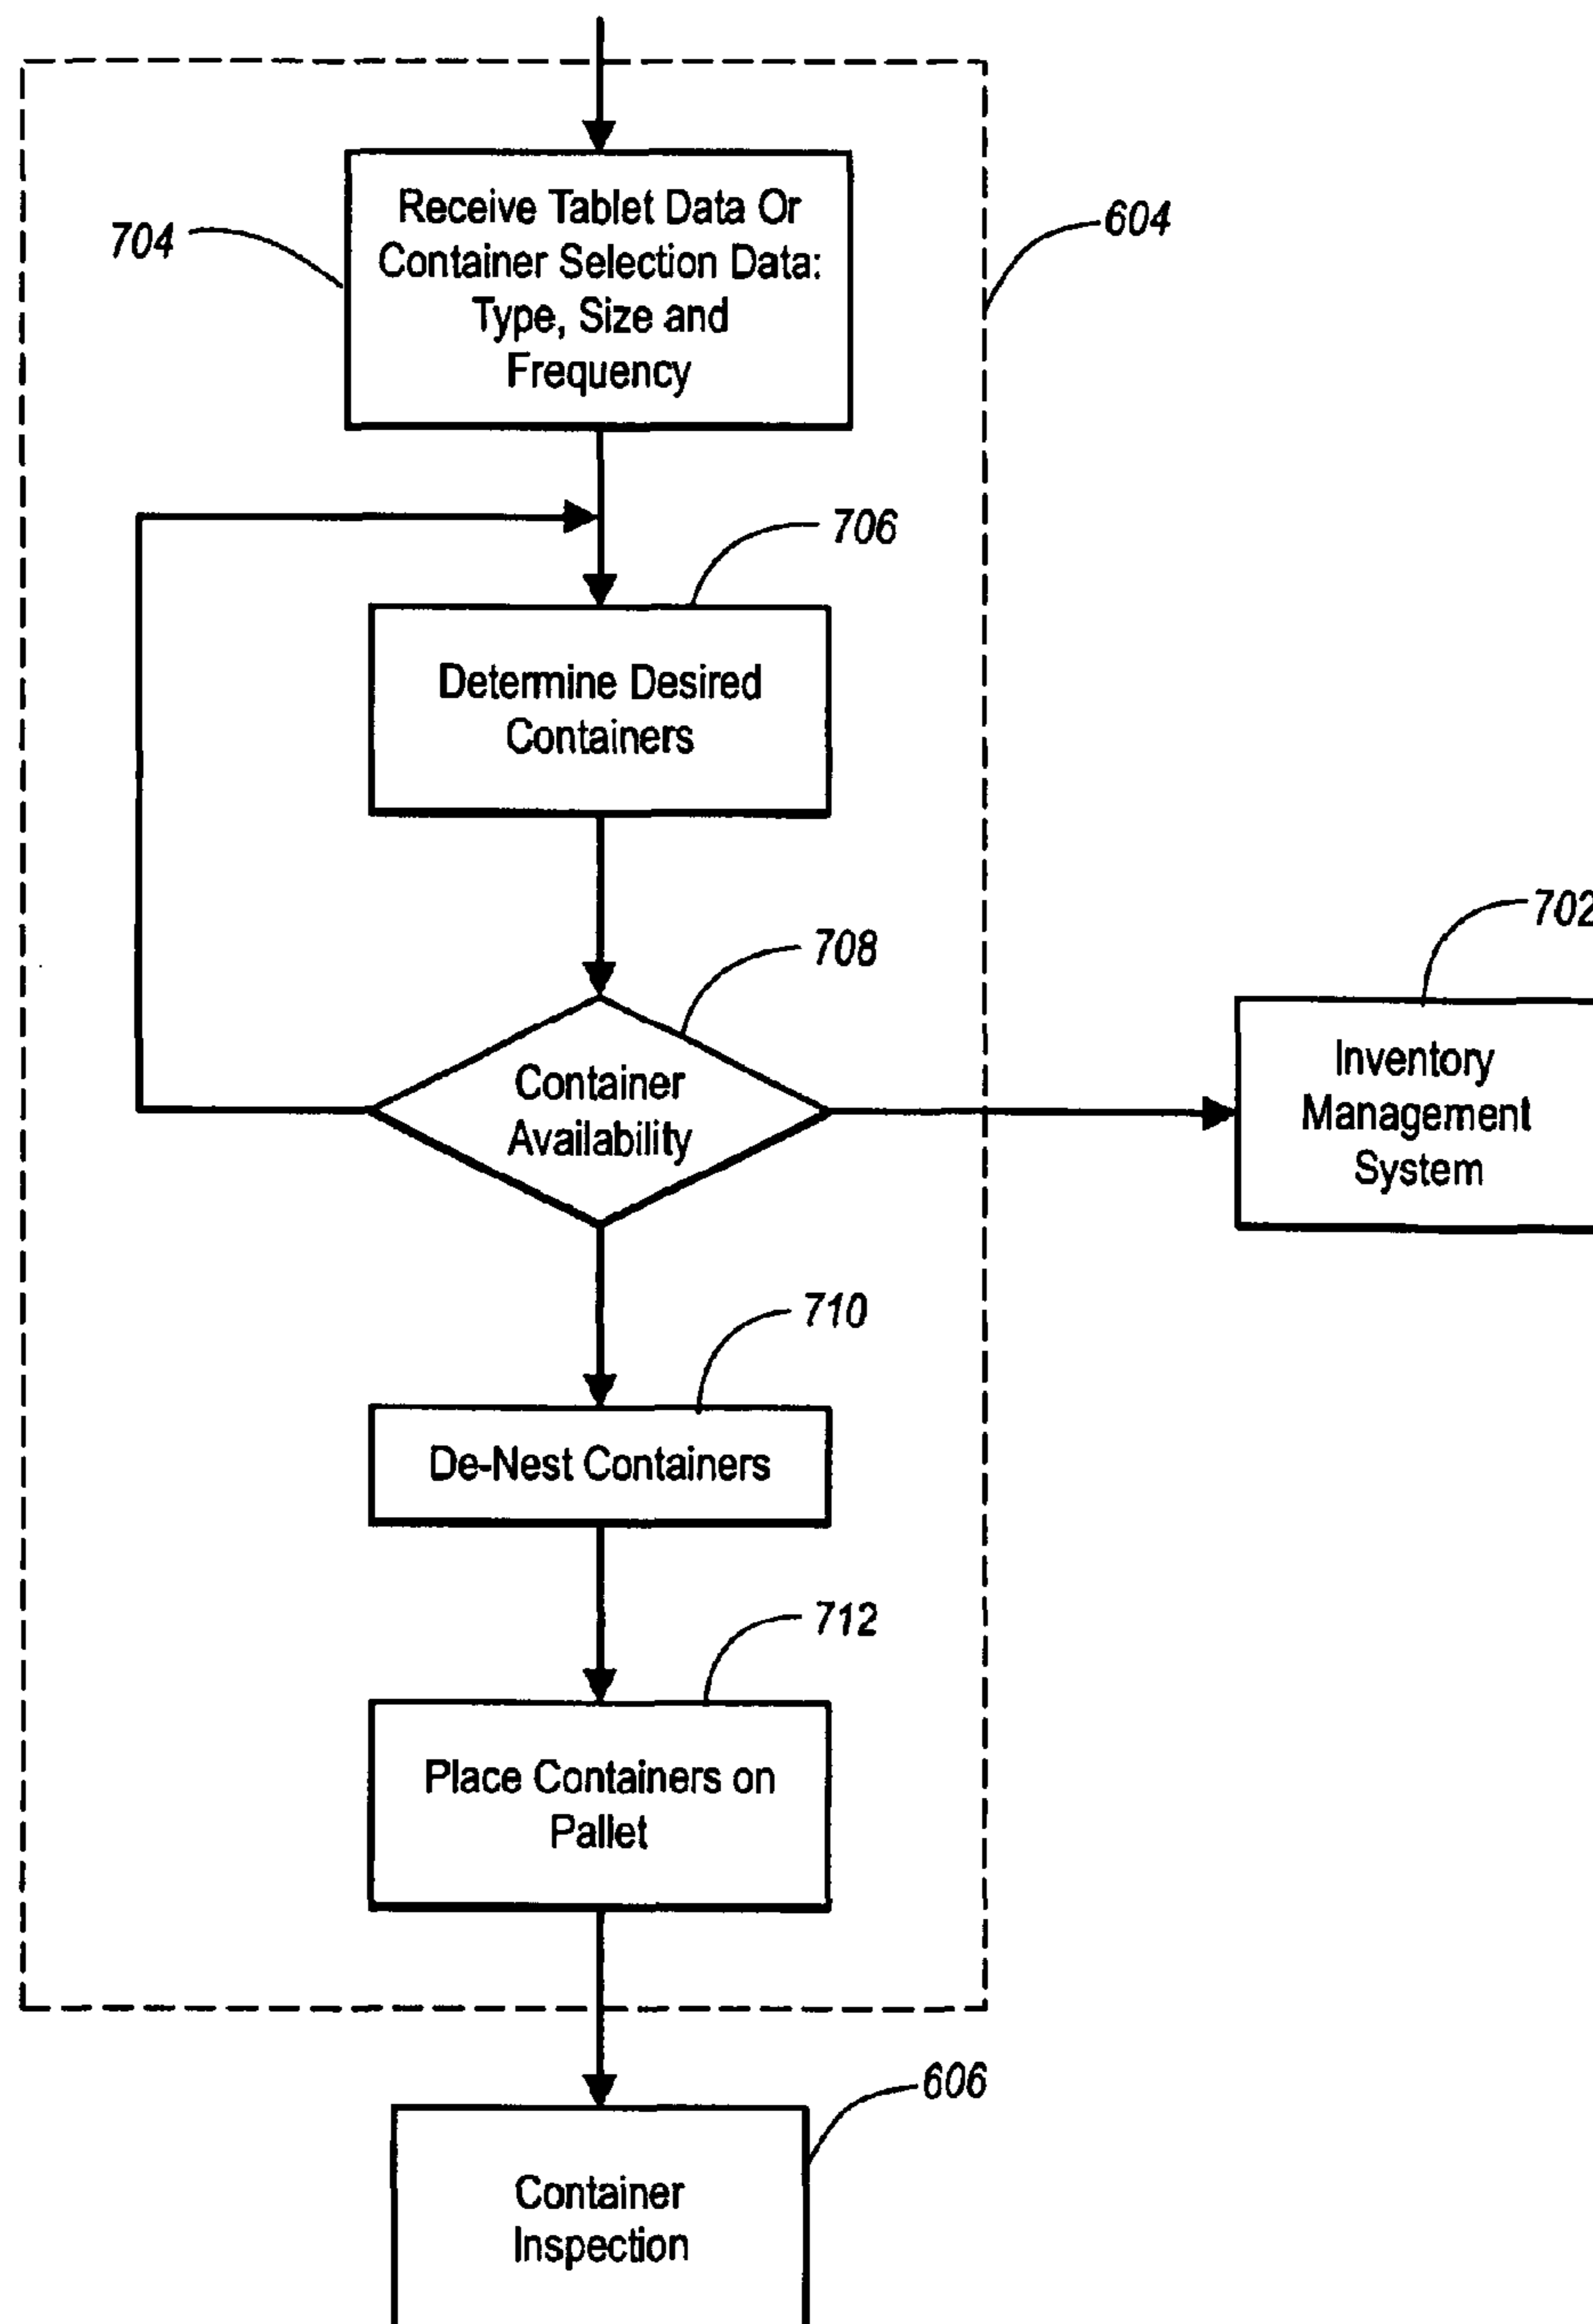 704
Receive Tablet Data Or
Container Selection Data:
Type, Size and
Frequency
604
706
Determine Desired
Containers
708
Container
Availability
702
Inventory
Management
System
710
De-Nest Containers
712
Place Containers on
Pallet
606
Container
Inspection